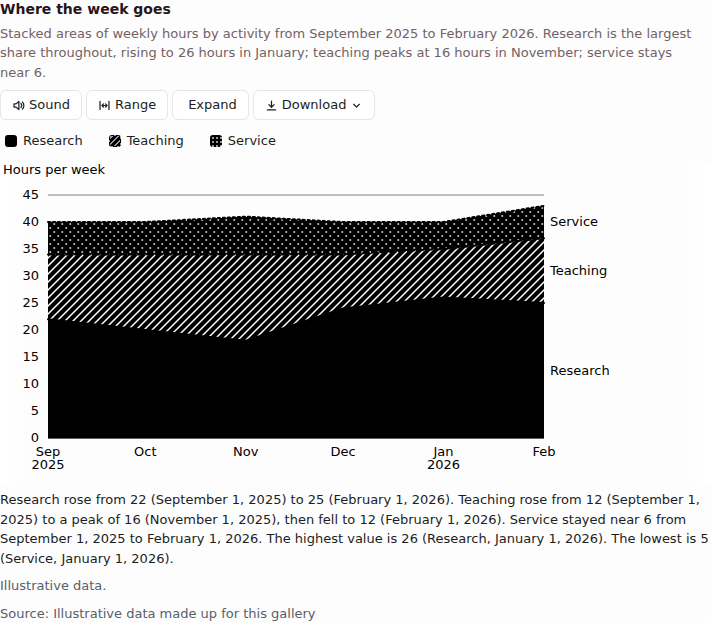 Where the week goes
Stacked areas of weekly hours by activity from September 2025 to February 2026. Research is the largest
share throughout, rising to 26 hours in January; teaching peaks at 16 hours in November; service stays
near 6.
Sound Range Expand Download
Research Teaching Service
Hours per week
45
40
35
30
25
20
15
10
5
0
Service
Teaching
Research
Sep Oct Nov Dec Jan Feb
2025 2026
Research rose from 22 (September 1, 2025) to 25 (February 1, 2026). Teaching rose from 12 (September 1,
2025) to a peak of 16 (November 1, 2025), then fell to 12 (February 1, 2026). Service stayed near 6 from
September 1, 2025 to February 1, 2026. The highest value is 26 (Research, January 1, 2026). The lowest is 5
(Service, January 1, 2026).
Illustrative data.
Source: Illustrative data made up for this gallery